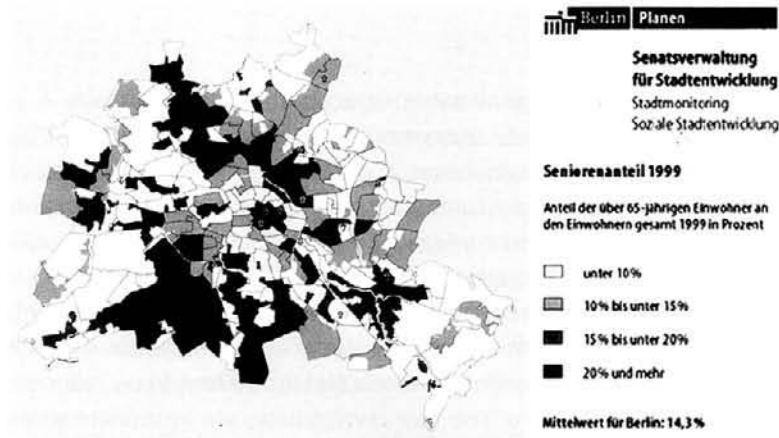 Berlin Planen
Senatsverwaltung
für Stadtentwicklung
Stadtmonitoring
Soziale Stadtentwicklung
Seniorenanteil 1999
Anteil der über 65-jährigen Einwohner an
den Einwohnern gesamt 1999 in Prozent
unter 10%
10% bis unter 15%
15% bis unter 20%
20% und mehr
Mittelwert für Berlin: 14,3%